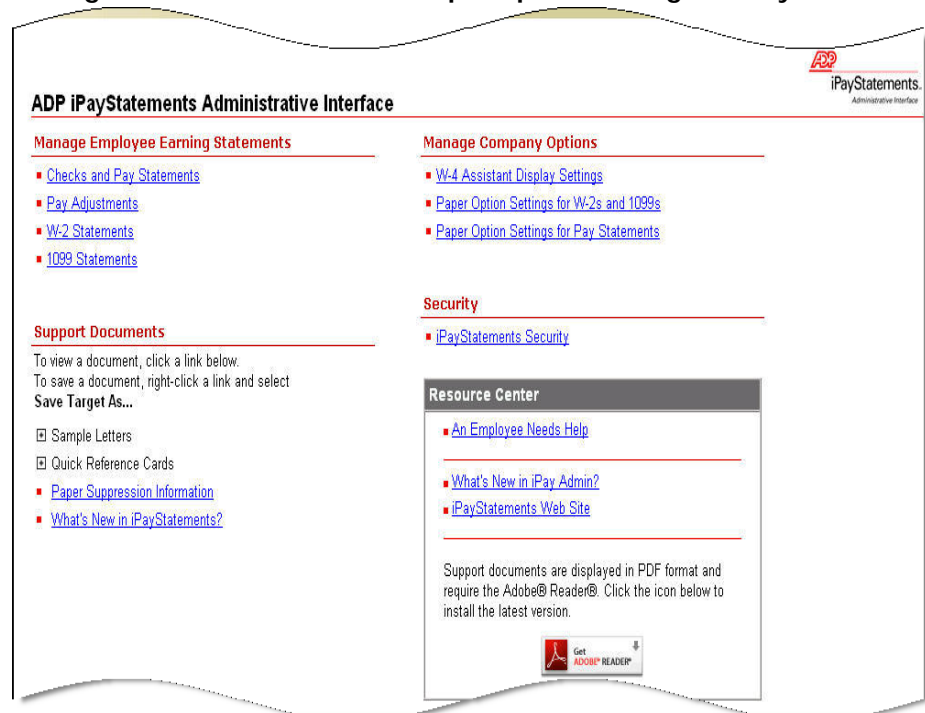 ADP
iPayStatements.
Administrative Interface
ADP iPayStatements Administrative Interface
Manage Employee Earning Statements
Checks and Pay Statements
Pay Adjustments
W-2 Statements
1099 Statements
Support Documents
To view a document, click a link below.
To save a document, right-click a link and select
Save Target As...
Sample Letters
Quick Reference Cards
Paper Suppression Information
What's New in iPayStatements?
Manage Company Options
W-4 Assistant Display Settings
Paper Option Settings for W-2s and 1099s
Paper Option Settings for Pay Statements
Security
iPayStatements Security
Resource Center
An Employee Needs Help
What's New in iPay Admin?
iPayStatements Web Site
Support documents are displayed in PDF format and
require the Adobe® Reader®. Click the icon below to
install the latest version.
Get
ADOBE® READER®